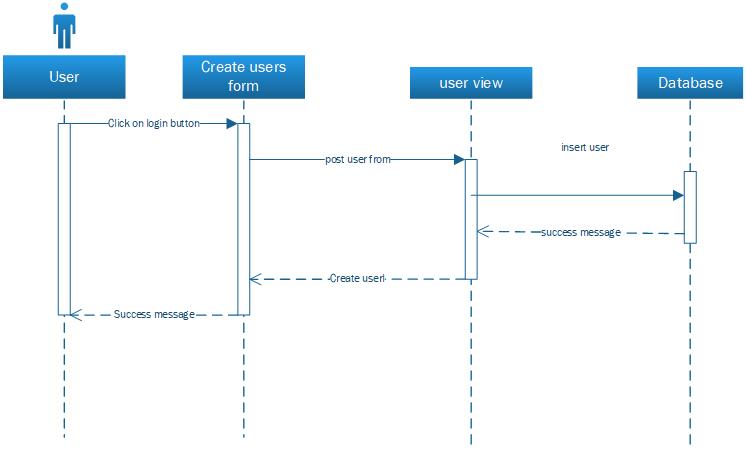 User
Create users
form
user view
Database
Click on login button
insert user
post user from
success message
Create userl
Success message